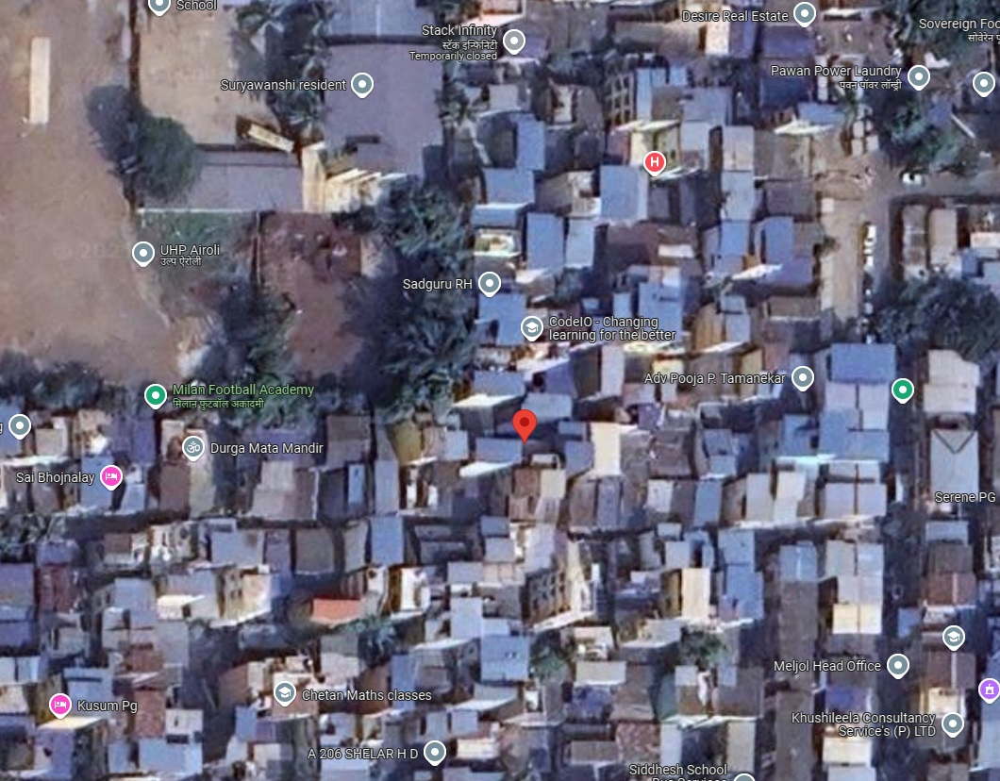 School
Stack Infinity
स्टॅक इन्फिनिटी
Temporarily closed
Desire Real Estate
Sovereign Foo
Suryawanshi resident
Pawan Power Laundry
पवन पॉवर लॉन्ड्री
H
UHP Airoli
उल्प ऐरोली
Sadguru RH
CodeIO - Changing
learning for the better
Milan Football Academy
मिलान फुटबॉल अकादमी
Adv Pooja P. Tamanekar
g
Durga Mata Mandir
Sai Bhojnalay
Serene PG
Meljol Head Office
Chetan Maths classes
Kusum Pg
Khushileela Consultancy
Service's (P) LTD
A 206 SHELAR H D
Siddhesh School